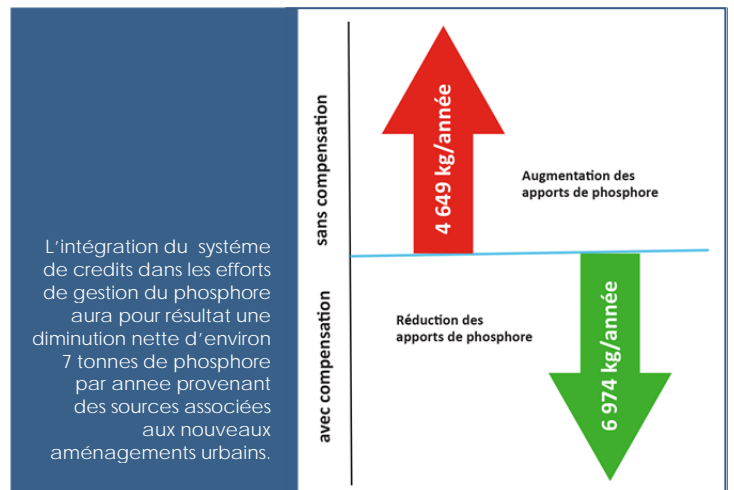 L'intégration du systéme
de credits dans les efforts
de gestion du phosphore
aura pour résultat une
diminution nette d'environ
7 tonnes de phosphore
par annee provenant
des sources associées
aux nouveaux
aménagements urbains.
sans compensation
4 649 kg/année
Augmentation des
apports de phosphore
avec compensation
Réduction des
apports de phosphore
6 974 kg/année